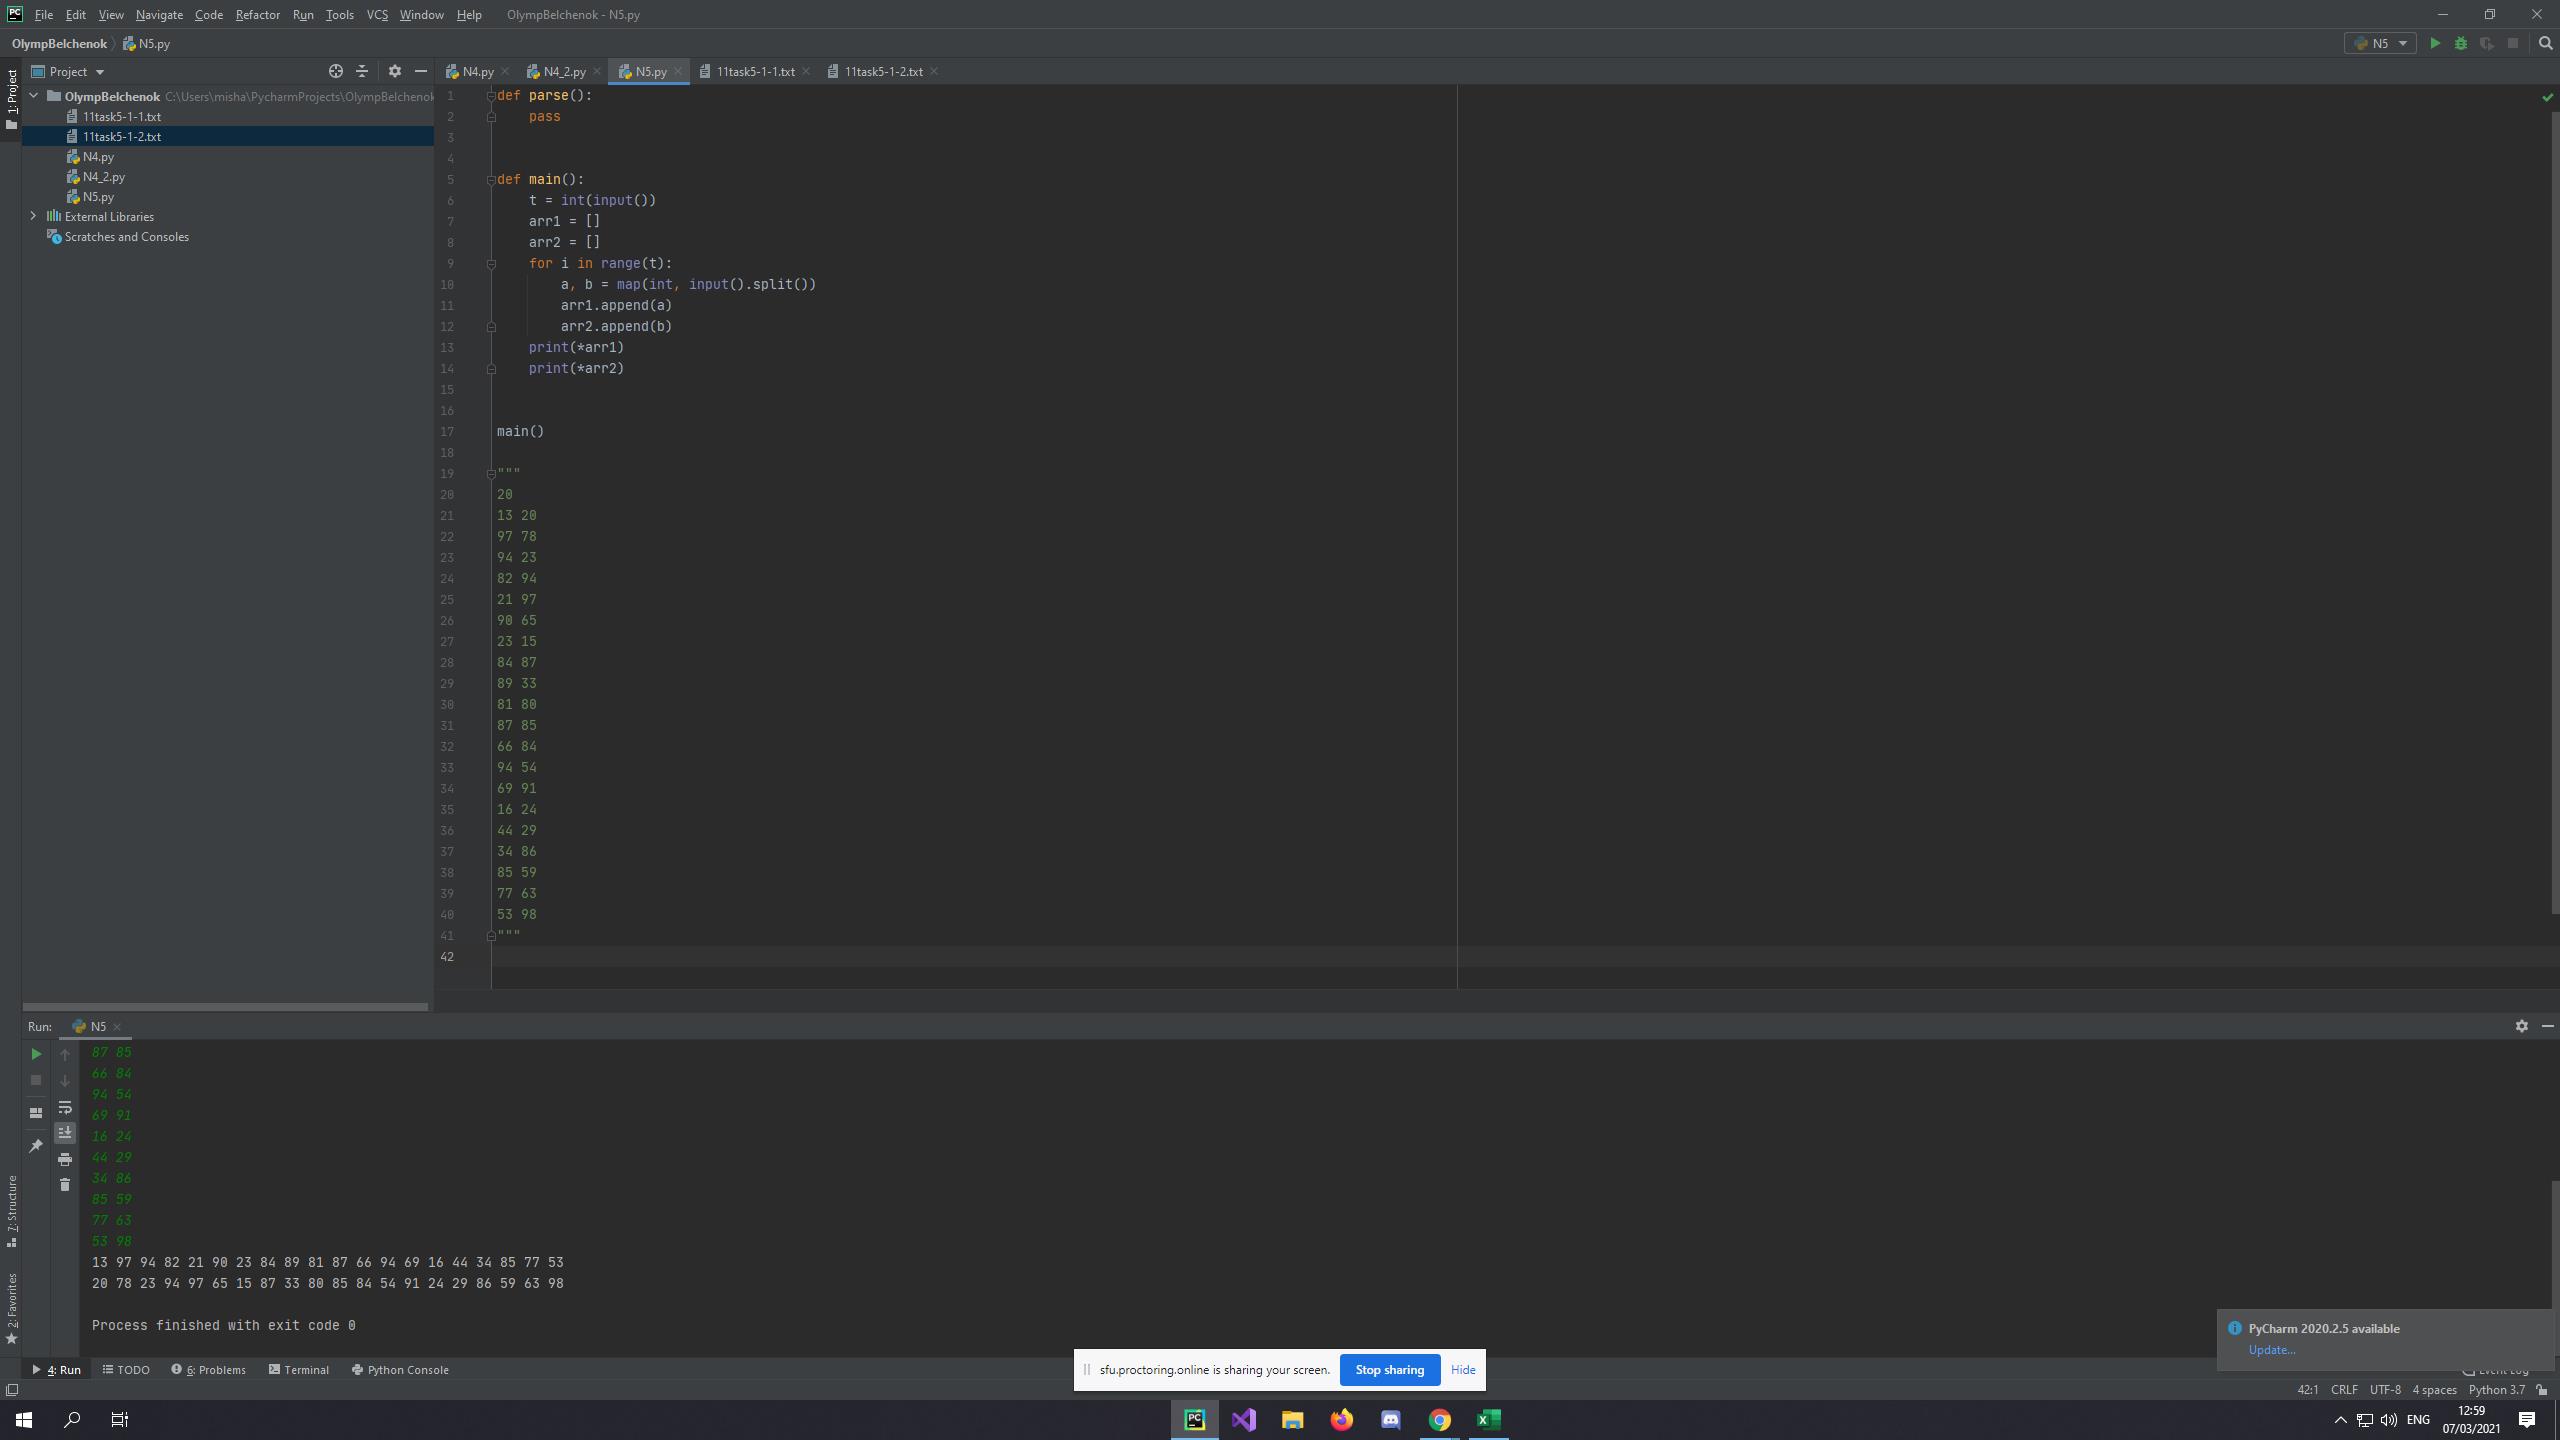 PC File Edit View Navigate Code Refactor Run Tools VCS Window Help OlympBelchenok - N5.py
OlympBelchenok N5.py N5
Project N4.py N4_2.py N5.py 11task5-1-1.txt 11task5-1-2.txt
1: Project
OlympBelchenok C:\Users\misha\PycharmProjects\OlympBelchenok
11task5-1-1.txt
11task5-1-2.txt
N4.py
N4_2.py
N5.py
External Libraries
Scratches and Consoles
1 def parse():
2 pass
3
4
5 def main():
6 t = int(input())
7 arr1 = []
8 arr2 = []
9 for i in range(t):
10 a, b = map(int, input().split())
11 arr1.append(a)
12 arr2.append(b)
13 print(*arr1)
14 print(*arr2)
15
16
17 main()
18
19 """
20 20
21 13 20
22 97 78
23 94 23
24 82 94
25 21 97
26 90 65
27 23 15
28 84 87
29 89 33
30 81 80
31 87 85
32 66 84
33 94 54
34 69 91
35 16 24
36 44 29
37 34 86
38 85 59
39 77 63
40 53 98
41 """
42
Run: N5
87 85
66 84
94 54
69 91
16 24
44 29
34 86
85 59
77 63
53 98
13 97 94 82 21 90 23 84 89 81 87 66 94 69 16 44 34 85 77 53
20 78 23 94 97 65 15 87 33 80 85 84 54 91 24 29 86 59 63 98
Process finished with exit code 0
7: Structure
2: Favorites
PyCharm 2020.2.5 available
Update...
4: Run TODO 6: Problems Terminal Python Console Event Log
sfu.proctoring.online is sharing your screen. Stop sharing Hide
42:1 CRLF UTF-8 4 spaces Python 3.7
PC ENG 12:59
07/03/2021